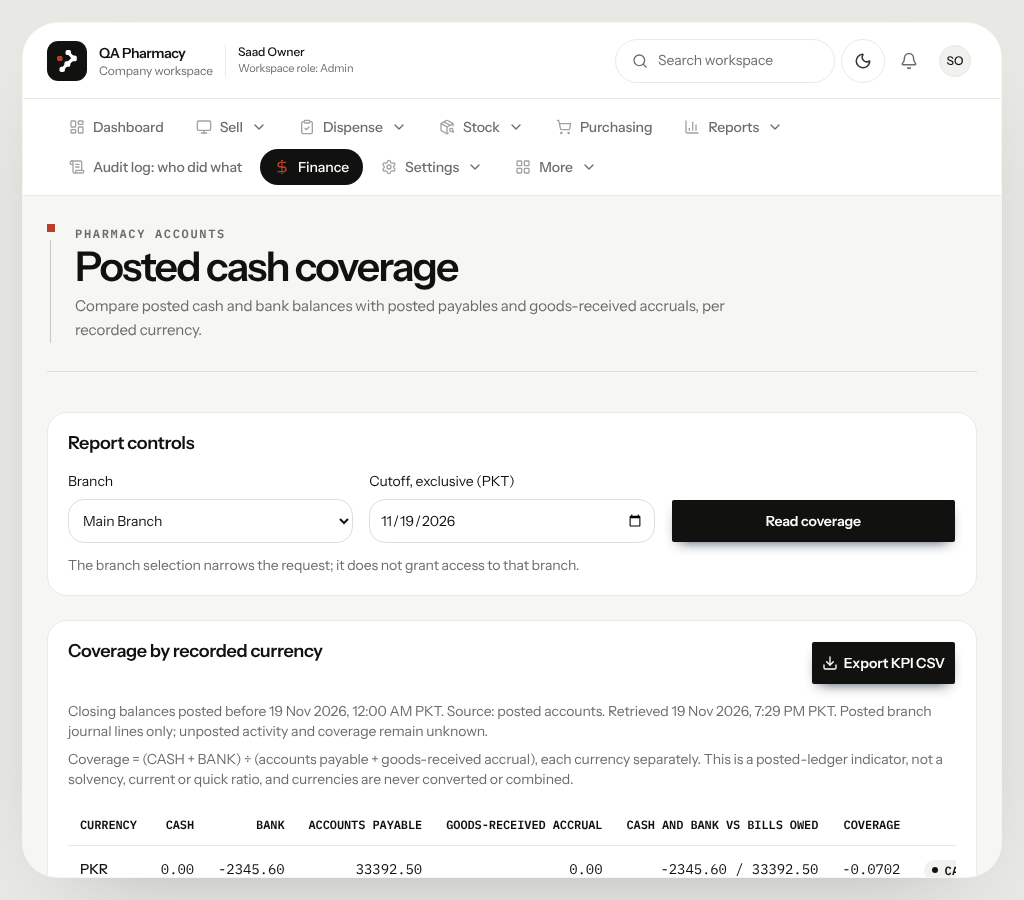 QA Pharmacy
Company workspace
Saad Owner
Workspace role: Admin
Search workspace
SO
Dashboard
Sell
Dispense
Stock
Purchasing
Reports
Audit log: who did what
Finance
Settings
More
PHARMACY ACCOUNTS
Posted cash coverage
Compare posted cash and bank balances with posted payables and goods-received accruals, per
recorded currency.
Report controls
Branch
Cutoff, exclusive (PKT)
Main Branch
11/19/2026
Read coverage
The branch selection narrows the request; it does not grant access to that branch.
Coverage by recorded currency
Export KPI CSV
Closing balances posted before 19 Nov 2026, 12:00 AM PKT. Source: posted accounts. Retrieved 19 Nov 2026, 7:29 PM PKT. Posted branch
journal lines only; unposted activity and coverage remain unknown.
Coverage = (CASH + BANK) ÷ (accounts payable + goods-received accrual), each currency separately. This is a posted-ledger indicator, not a
solvency, current or quick ratio, and currencies are never converted or combined.
CURRENCY CASH BANK ACCOUNTS PAYABLE GOODS-RECEIVED ACCRUAL CASH AND BANK VS BILLS OWED COVERAGE
PKR 0.00 -2345.60 33392.50 0.00 -2345.60 / 33392.50 -0.0702